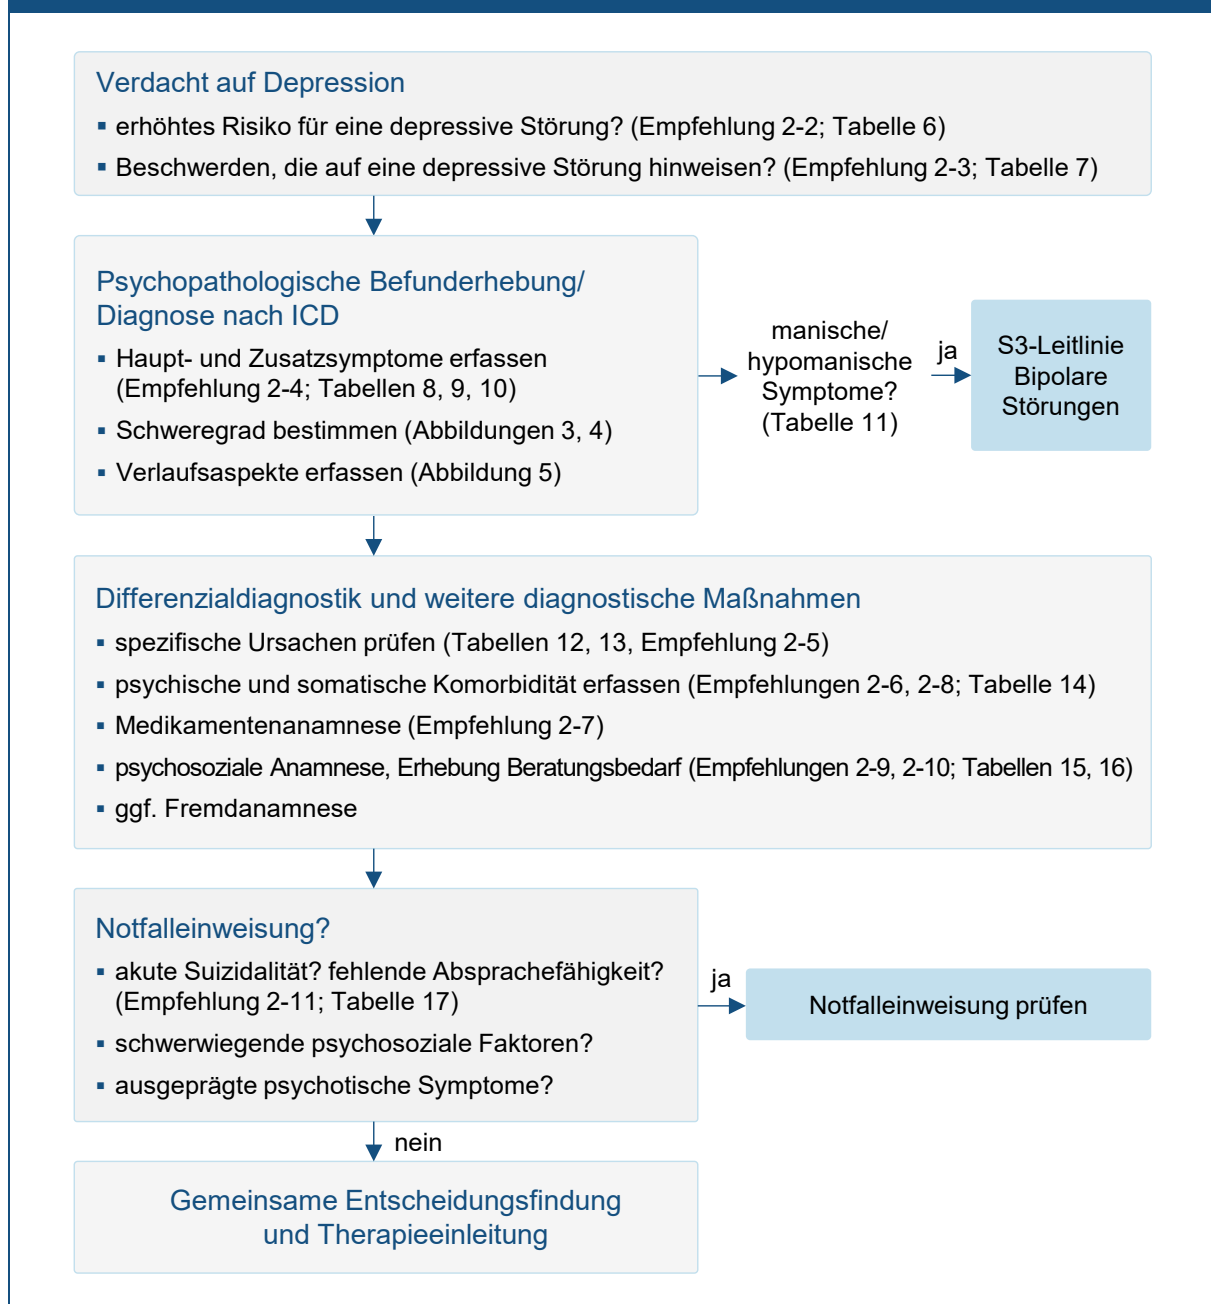 Verdacht auf Depression
▪ erhöhtes Risiko für eine depressive Störung? (Empfehlung 2-2; Tabelle 6)
▪ Beschwerden, die auf eine depressive Störung hinweisen? (Empfehlung 2-3; Tabelle 7)
Psychopathologische Befunderhebung/
Diagnose nach ICD
▪ Haupt- und Zusatzsymptome erfassen
(Empfehlung 2-4; Tabellen 8, 9, 10)
▪ Schweregrad bestimmen (Abbildungen 3, 4)
▪ Verlaufsaspekte erfassen (Abbildung 5)
manische/
hypomanische
Symptome?
(Tabelle 11)
ja
S3-Leitlinie
Bipolare
Störungen
Differenzialdiagnostik und weitere diagnostische Maßnahmen
▪ spezifische Ursachen prüfen (Tabellen 12, 13, Empfehlung 2-5)
▪ psychische und somatische Komorbidität erfassen (Empfehlungen 2-6, 2-8; Tabelle 14)
▪ Medikamentenanamnese (Empfehlung 2-7)
▪ psychosoziale Anamnese, Erhebung Beratungsbedarf (Empfehlungen 2-9, 2-10; Tabellen 15, 16)
▪ ggf. Fremdanamnese
Notfalleinweisung?
▪ akute Suizidalität? fehlende Absprachefähigkeit?
(Empfehlung 2-11; Tabelle 17)
▪ schwerwiegende psychosoziale Faktoren?
▪ ausgeprägte psychotische Symptome?
ja
Notfalleinweisung prüfen
nein
Gemeinsame Entscheidungsfindung
und Therapieeinleitung